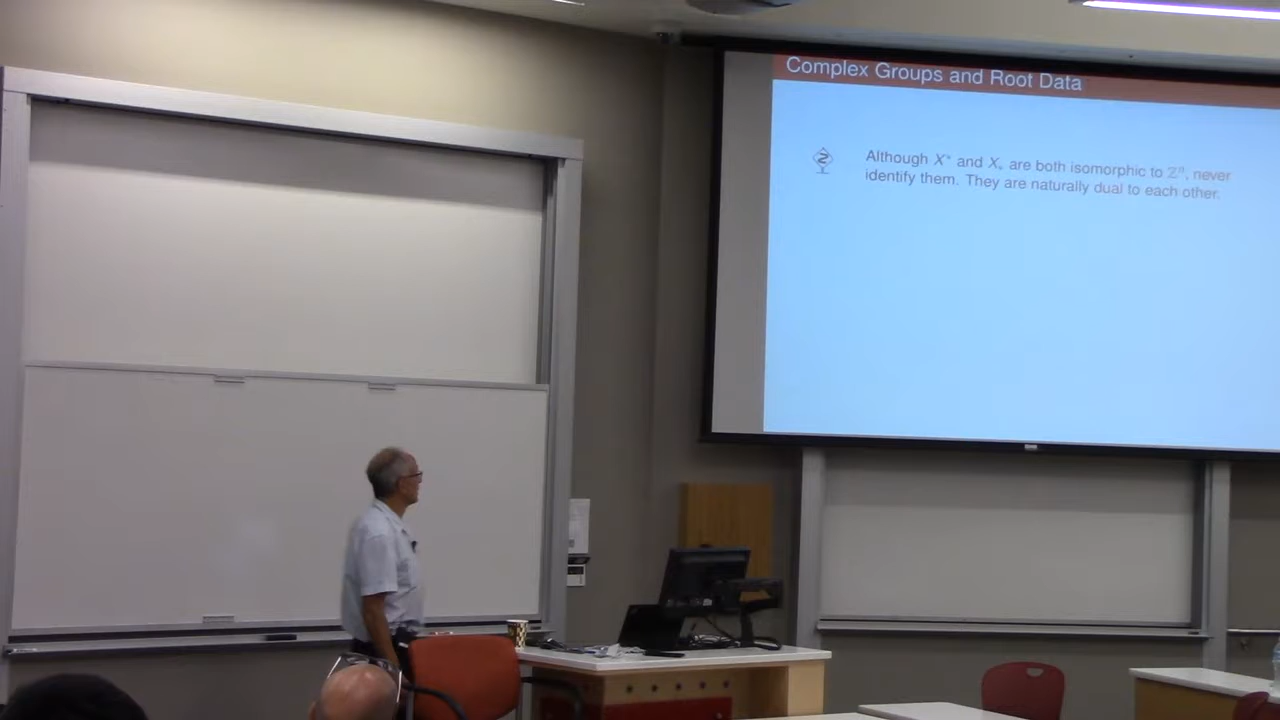 Complex Groups and Root Data
Although X* and X* are both isomorphic to ℤⁿ, never
identify them. They are naturally dual to each other.